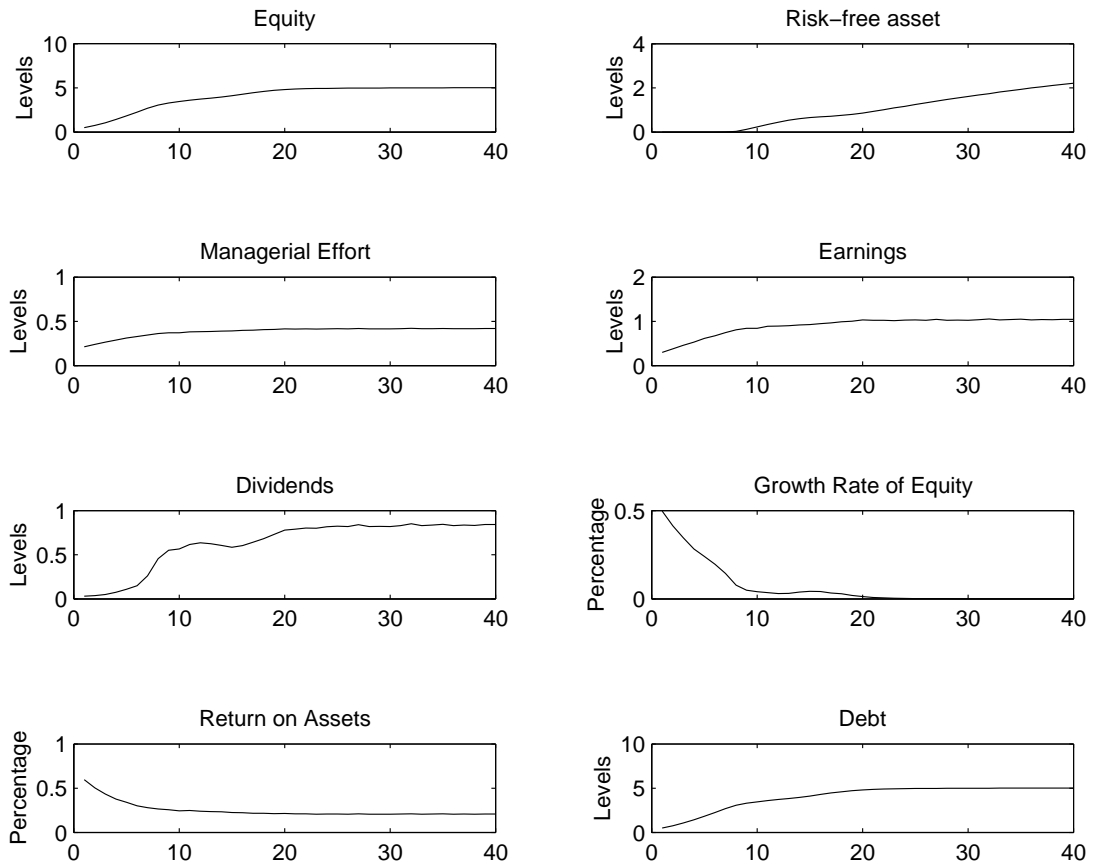 Equity
Levels
10
5
0
0 10 20 30 40
Risk−free asset
Levels
4
2
0
0 10 20 30 40
Managerial Effort
Levels
1
0.5
0
0 10 20 30 40
Earnings
Levels
2
1
0
0 10 20 30 40
Dividends
Levels
1
0.5
0
0 10 20 30 40
Growth Rate of Equity
Percentage
0.5
0
0 10 20 30 40
Return on Assets
Percentage
1
0.5
0
0 10 20 30 40
Debt
Levels
10
5
0
0 10 20 30 40